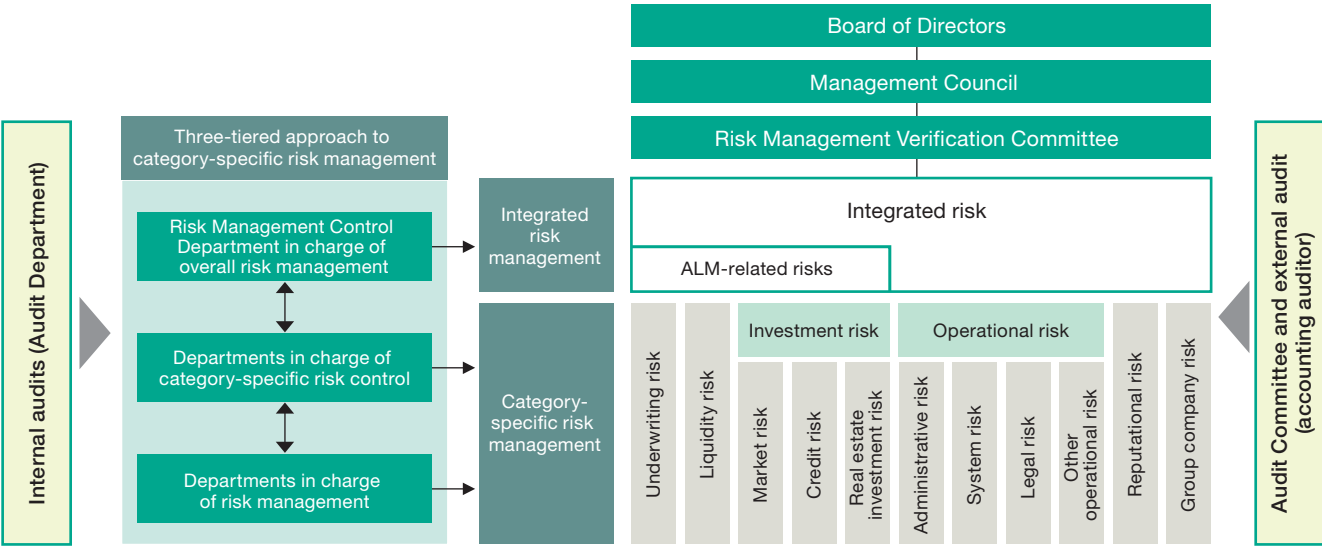 Internal audits (Audit Department)
Three-tiered approach to
category-specific risk management
Risk Management Control
Department in charge of
overall risk management
Departments in charge of
category-specific risk control
Departments in charge
of risk management
Integrated
risk
management
Category-
specific risk
management
Board of Directors
Management Council
Risk Management Verification Committee
Integrated risk
ALM-related risks
Underwriting risk
Liquidity risk
Investment risk
Market risk
Credit risk
Real estate
investment risk
Operational risk
Administrative risk
System risk
Legal risk
Other
operational risk
Reputational risk
Group company risk
Audit Committee and external audit
(accounting auditor)